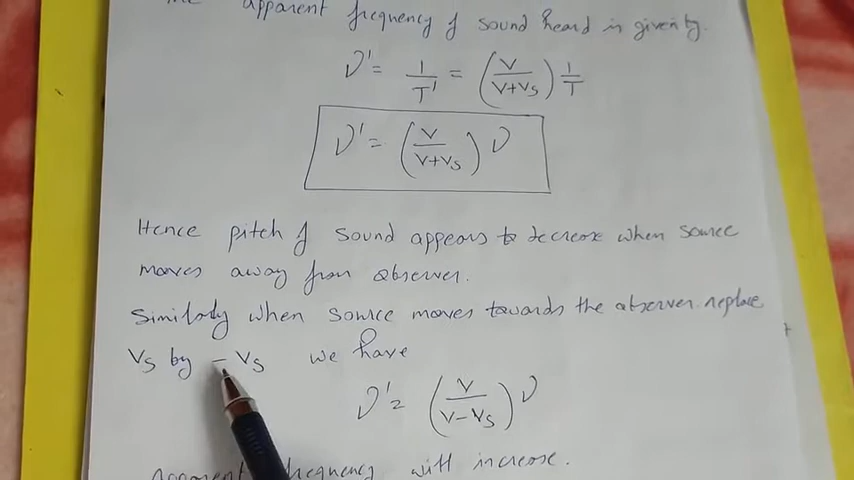 The apparent frequency of sound heard is given by.
ν' = 1/T' = (V/(V+Vs)) 1/T
ν' = (V/(V+Vs)) ν
Hence pitch of sound appears to decrease when source
moves away from observer.
Similarly when source moves towards the observer replace
Vs by - Vs we have
ν' = (V/(V-Vs)) ν
Apparent frequency will increase.